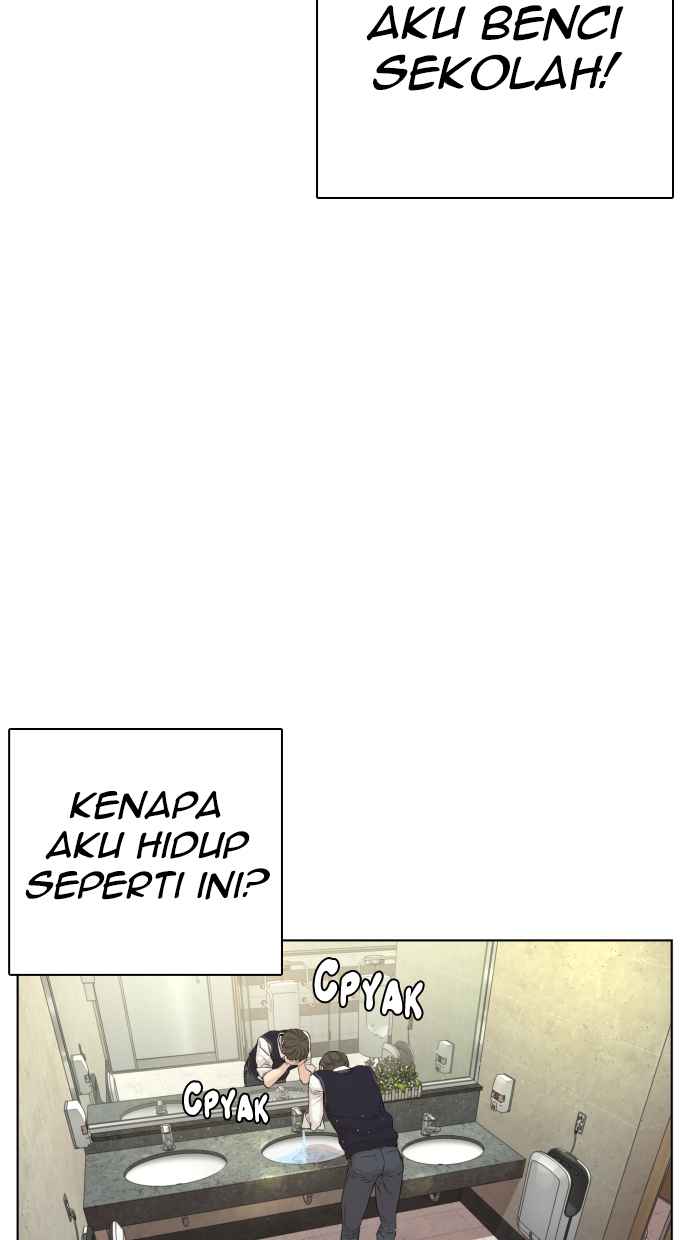 AKU BENCI
SEKOLAH!
KENAPA
AKU HIDUP
SEPERTI INI?
CPYAK
CPYAK